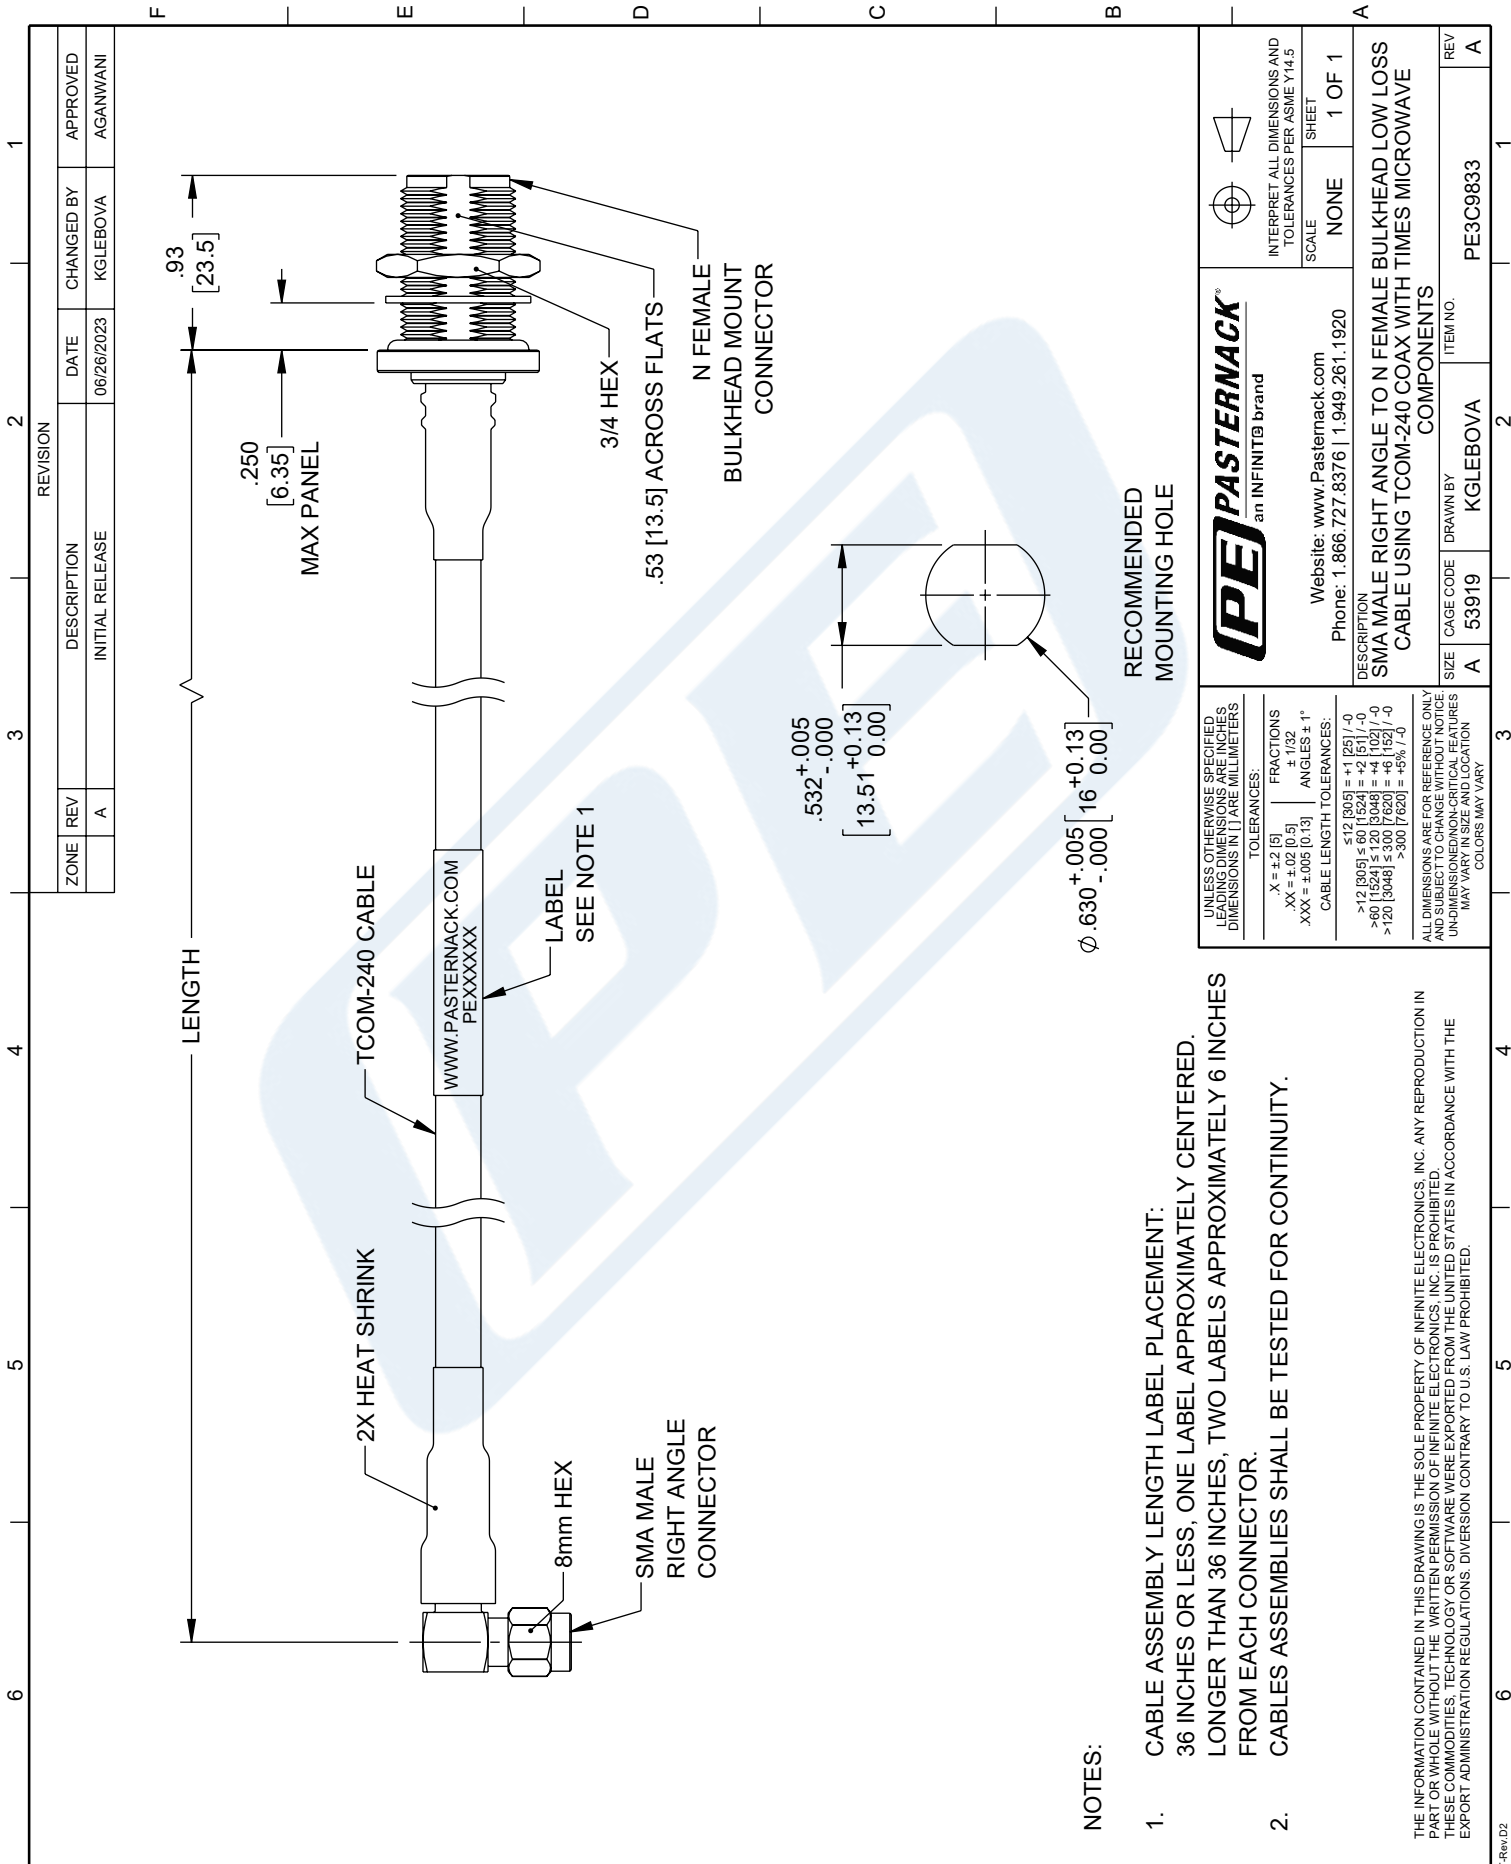 6
5
4
3
2
1
F
E
D
C
B
A
REVISION
ZONE
REV
DESCRIPTION
DATE
CHANGED BY
APPROVED
A
INITIAL RELEASE
06/26/2023
KGLEBOVA
AGANWANI
LENGTH
.93
[23.5]
.250
[6.35]
MAX PANEL
2X HEAT SHRINK
TCOM-240 CABLE
WWW.PASTERNACK.COM
PEXXXXXX
LABEL
SEE NOTE 1
8mm HEX
SMA MALE
RIGHT ANGLE
CONNECTOR
3/4 HEX
.53 [13.5] ACROSS FLATS
N FEMALE
BULKHEAD MOUNT
CONNECTOR
.532 +.005 -.000
[13.51 +0.13 0.00]
∅.630 +.005 -.000 [16 +0.13 0.00]
RECOMMENDED
MOUNTING HOLE
PE
NOTES:
1. CABLE ASSEMBLY LENGTH LABEL PLACEMENT:
36 INCHES OR LESS, ONE LABEL APPROXIMATELY CENTERED.
LONGER THAN 36 INCHES, TWO LABELS APPROXIMATELY 6 INCHES
FROM EACH CONNECTOR.
2. CABLES ASSEMBLIES SHALL BE TESTED FOR CONTINUITY.
THE INFORMATION CONTAINED IN THIS DRAWING IS THE SOLE PROPERTY OF INFINITE ELECTRONICS, INC. ANY REPRODUCTION IN
PART OR WHOLE WITHOUT THE WRITTEN PERMISSION OF INFINITE ELECTRONICS, INC. IS PROHIBITED.
THESE COMMODITIES, TECHNOLOGY OR SOFTWARE WERE EXPORTED FROM THE UNITED STATES IN ACCORDANCE WITH THE
EXPORT ADMINISTRATION REGULATIONS. DIVERSION CONTRARY TO U.S. LAW PROHIBITED.
UNLESS OTHERWISE SPECIFIED
LEADING DIMENSIONS ARE INCHES
DIMENSIONS IN [ ] ARE MILLIMETERS
TOLERANCES:
.X = ±.2 [5]
.XX = ±.02 [0.5]
.XXX = ±.005 [0.13]
FRACTIONS
± 1/32
ANGLES ± 1°
CABLE LENGTH TOLERANCES:
≤12 [305] = +1 [25] / -0
>12 [305] ≤ 60 [1524] = +2 [51] / -0
>60 [1524] ≤ 120 [3048] = +4 [102] / -0
>120 [3048] ≤ 300 [7620] = +6 [152] / -0
>300 [7620] = +5% / -0
ALL DIMENSIONS ARE FOR REFERENCE ONLY
AND SUBJECT TO CHANGE WITHOUT NOTICE.
UN-DIMENSIONED/NON-CRITICAL FEATURES
MAY VARY IN SIZE AND LOCATION
COLORS MAY VARY
PE PASTERNACK®
an INFINIT® brand
Website: www.Pasternack.com
Phone: 1.866.727.8376 | 1.949.261.1920
INTERPRET ALL DIMENSIONS AND
TOLERANCES PER ASME Y14.5
SCALE
NONE
SHEET
1 OF 1
DESCRIPTION
SMA MALE RIGHT ANGLE TO N FEMALE BULKHEAD LOW LOSS
CABLE USING TCOM-240 COAX WITH TIMES MICROWAVE
COMPONENTS
SIZE
A
CAGE CODE
53919
DRAWN BY
KGLEBOVA
ITEM NO.
PE3C9833
REV
A
6
5
4
3
2
1
-Rev.D2